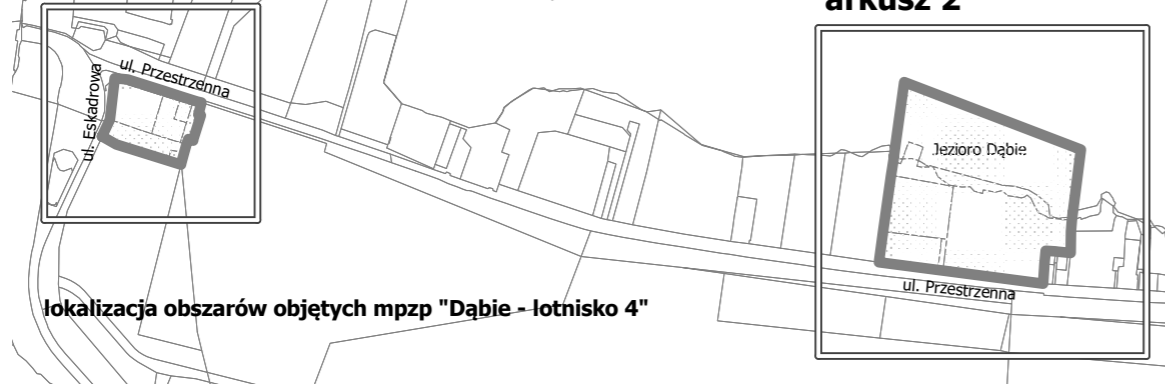 arkusz 2
ul. Przestrzenna
ul. Eskadrowa
Jezioro Dąbie
ul. Przestrzenna
lokalizacja obszarów objętych mpzp "Dąbie - lotnisko 4"